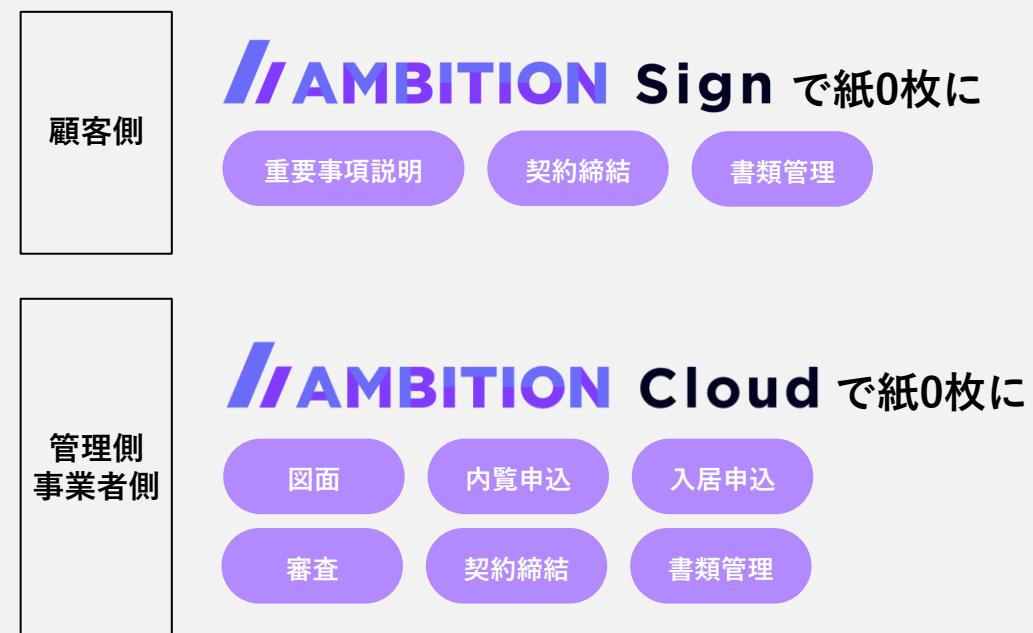 顧客側
AMBITION Sign で紙0枚に
重要事項説明 契約締結 書類管理
管理側
事業者側
AMBITION Cloud で紙0枚に
図面 内覧申込 入居申込
審査 契約締結 書類管理